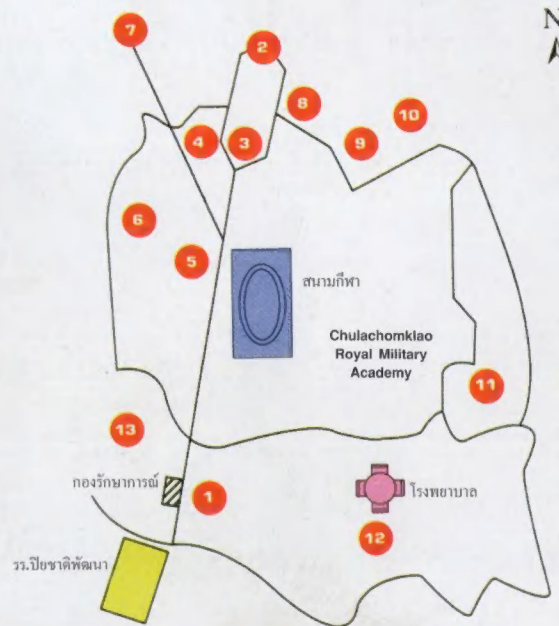 N
7
2
8
10
4
3
9
6
5
สนามกีฬา
Chulachomklao
Royal Military
Academy
11
13
กองรักษาการณ์
1
โรงพยาบาล
12
รร.ปิยชาติพัฒนา